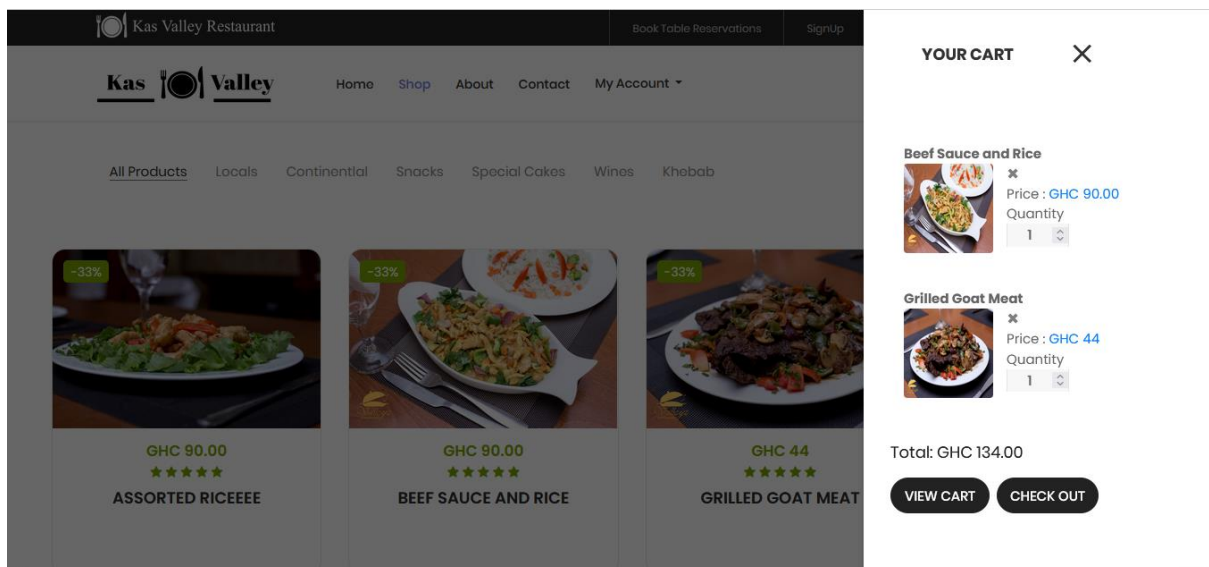 Kas Valley Restaurant
Book Table Reservations
SignUp
Kas Valley
Home
Shop
About
Contact
My Account
All Products
Locals
Continentlal
Snacks
Special Cakes
Wines
Khebab
-33%
-33%
-33%
GHC 90.00
ASSORTED RICEEEE
GHC 90.00
BEEF SAUCE AND RICE
GHC 44
GRILLED GOAT MEAT
YOUR CART
Beef Sauce and Rice
Price : GHC 90.00
Quantity
1
Grilled Goat Meat
Price : GHC 44
Quantity
1
Total: GHC 134.00
VIEW CART
CHECK OUT